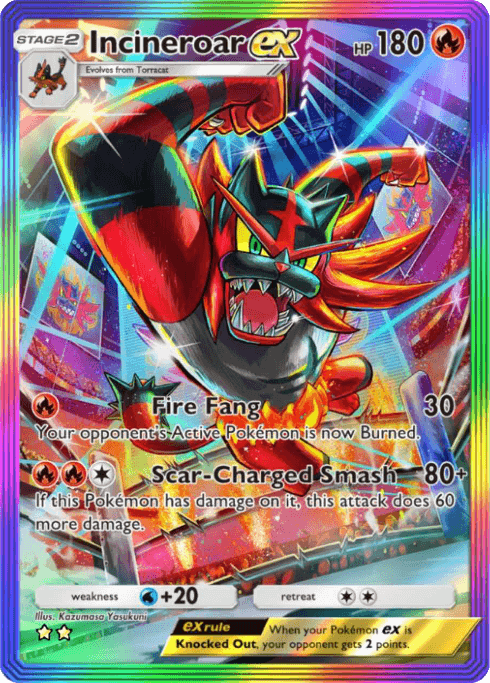 STAGE 2 Incineroar ex HP 180
Evolves from Torracat
Fire Fang 30
Your opponent's Active Pokémon is now Burned.
Scar-Charged Smash 80+
If this Pokémon has damage on it, this attack does 60
more damage.
weakness +20 retreat
Illus. Kazumasa Yasukuni
ex rule When your Pokémon ex is
Knocked Out, your opponent gets 2 points.